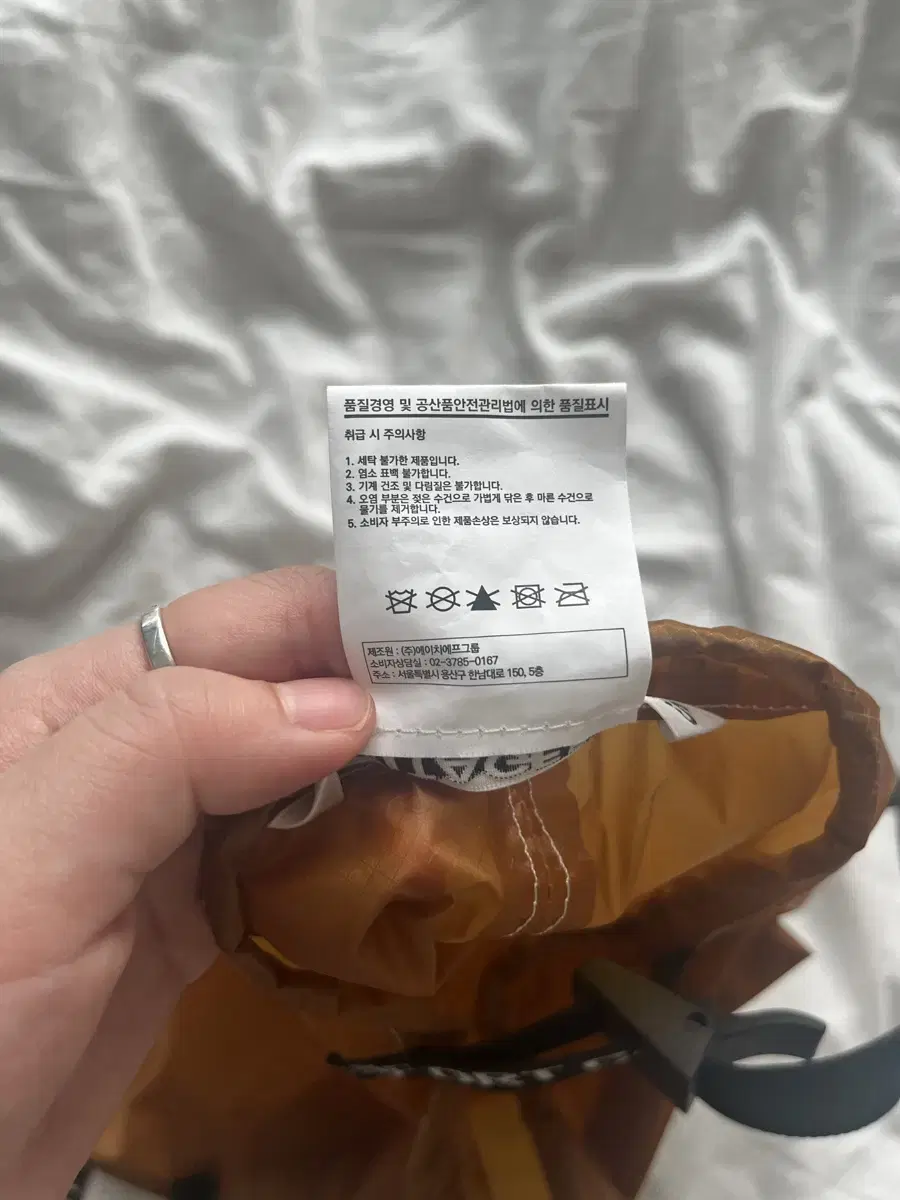 품질경영 및 공산품안전관리법에 의한 품질표시
취급 시 주의사항
1. 세탁 불가한 제품입니다.
2. 염소 표백 불가합니다.
3. 기계 건조 및 다림질은 불가합니다.
4. 오염 부분은 젖은 수건으로 가볍게 닦은 후 마른 수건으로
물기를 제거합니다.
5. 소비자 부주의로 인한 제품손상은 보상되지 않습니다.
제조원 : (주)에이치에프그룹
소비자상담실 : 02-3785-0167
주소 : 서울특별시 용산구 한남대로 150, 5층